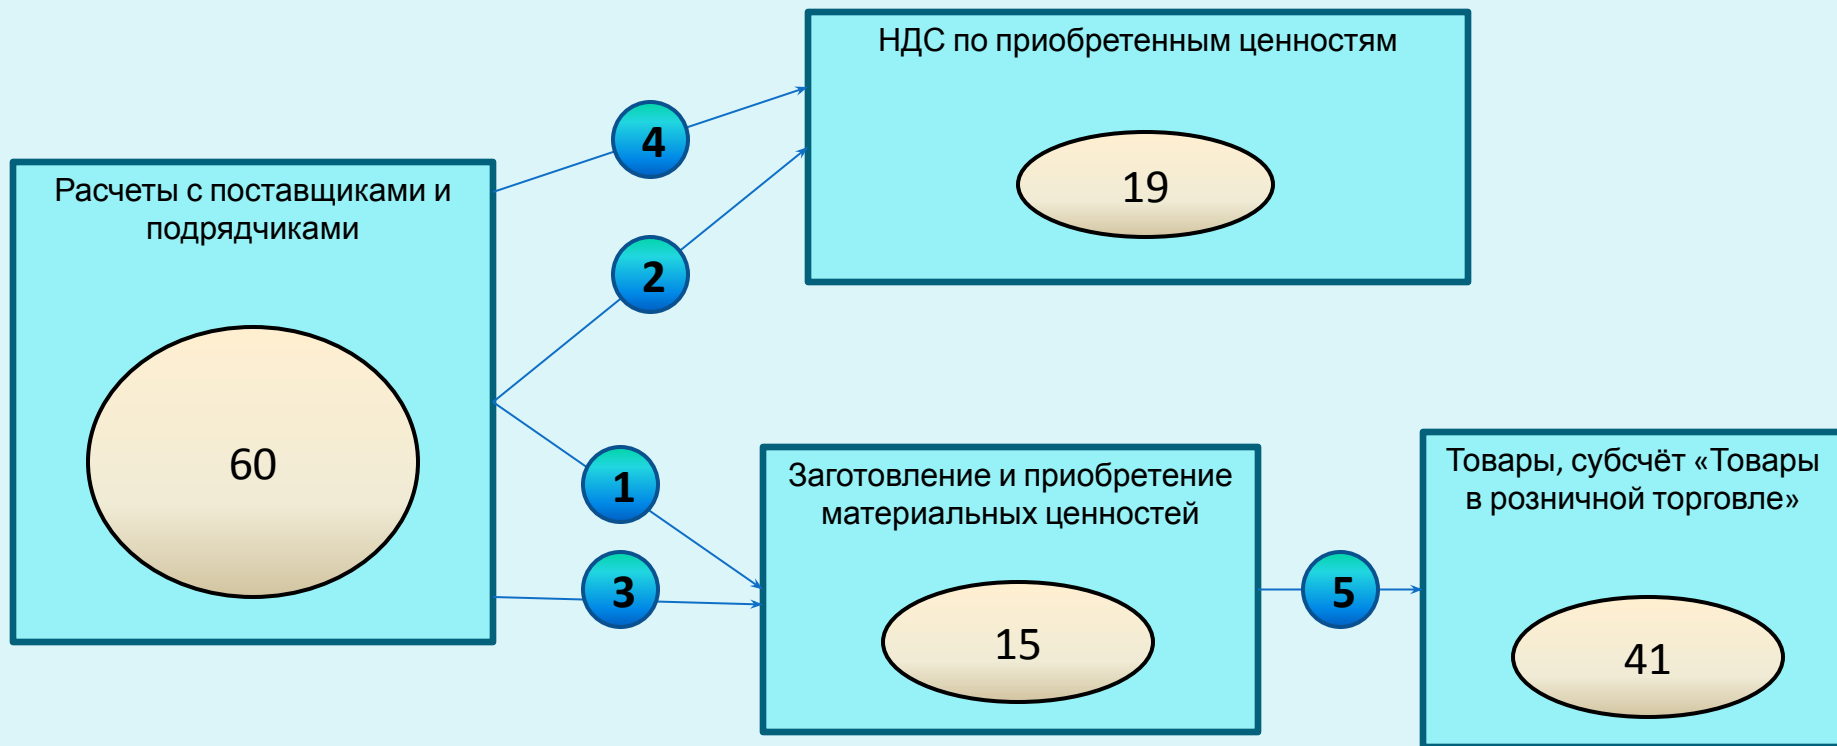 НДС по приобретенным ценностям
19
4
Расчеты с поставщиками и
подрядчиками
60
2
1
3
Заготовление и приобретение
материальных ценностей
15
5
Товары, субсчёт «Товары
в розничной торговле»
41